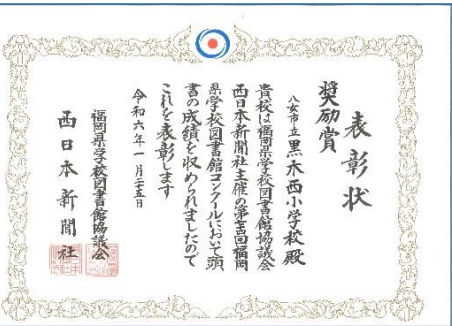 表彰状
奨励賞
八女市立黒木西小学校殿
貴校は福岡県学校図書館協議会
西日本新聞社主催の第 回福岡
県学校図書館コンクールにおいて頭
書の成績を収められましたので
これを表彰します
令和六年一月二十五日
福岡県学校図書館協議会
西日本新聞社